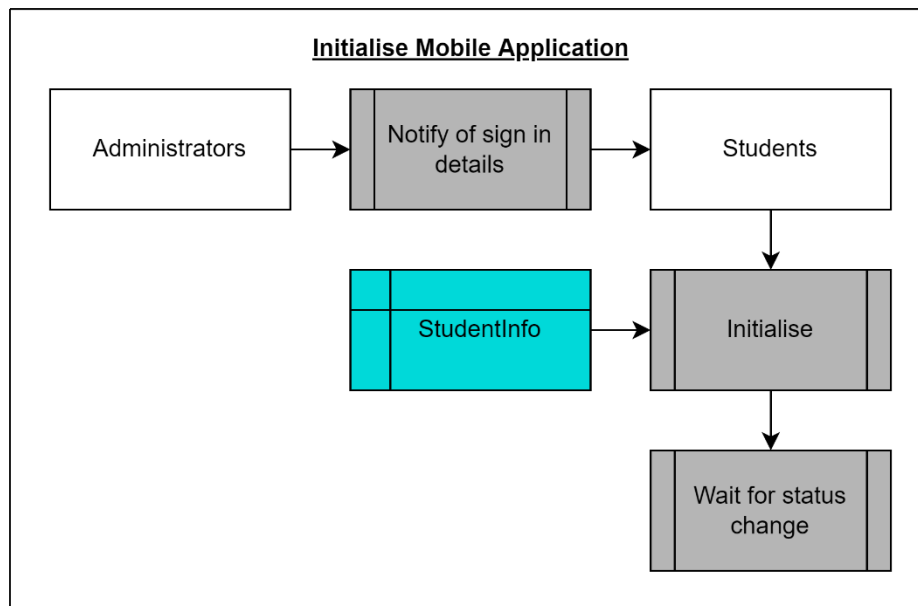 Initialise Mobile Application
Administrators
Notify of sign in
details
Students
StudentInfo
Initialise
Wait for status
change